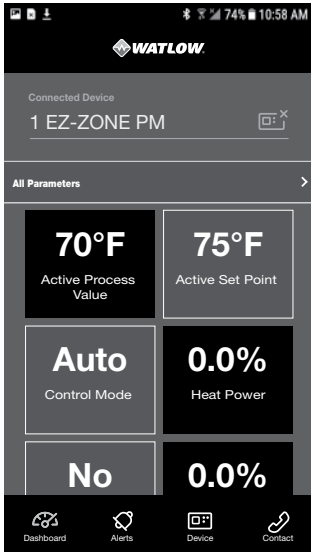 74% 10:58 AM
WATLOW
Connected Device
1 EZ-ZONE PM
All Parameters
70°F
Active Process
Value
75°F
Active Set Point
Auto
Control Mode
0.0%
Heat Power
No
0.0%
Dashboard
Alerts
Device
Contact